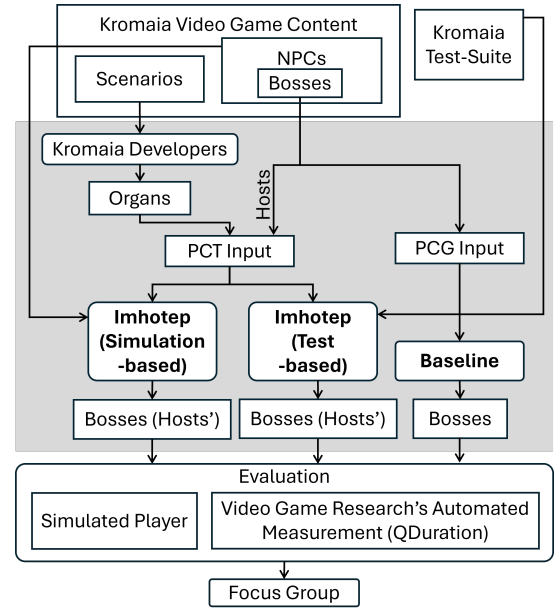 Kromaia Video Game Content
Kromaia
Test-Suite
NPCs
Scenarios
Bosses
Kromaia Developers
Organs
Hosts
PCT Input
PCG Input
Imhotep
(Simulation
-based)
Imhotep
(Test
-based)
Baseline
Bosses (Hosts’)
Bosses (Hosts’)
Bosses
Evaluation
Simulated Player
Video Game Research’s Automated
Measurement (QDuration)
Focus Group